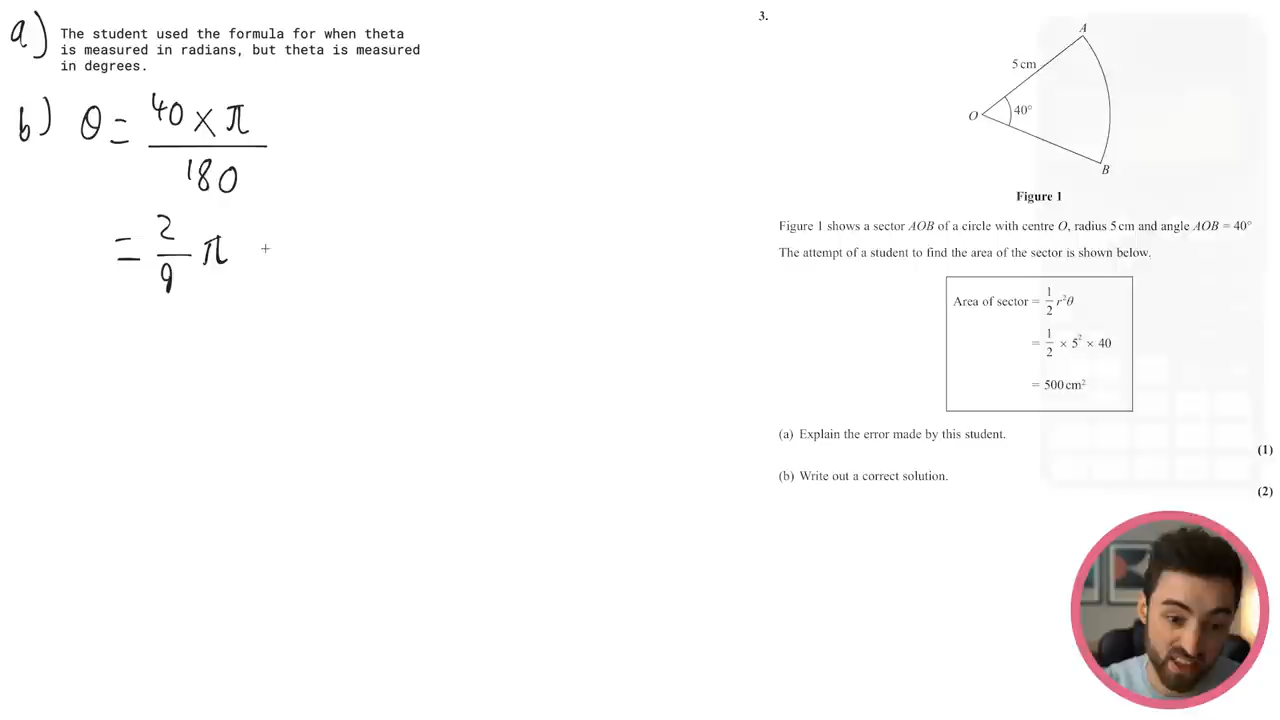 a) The student used the formula for when theta
is measured in radians, but theta is measured
in degrees.
b) θ = 40 × π / 180
= 2/9 π
3.
A
5 cm
O
40°
B
Figure 1
Figure 1 shows a sector AOB of a circle with centre O, radius 5 cm and angle AOB = 40°
The attempt of a student to find the area of the sector is shown below.
Area of sector = 1/2 r²θ
= 1/2 × 5² × 40
= 500 cm²
(a) Explain the error made by this student.
(1)
(b) Write out a correct solution.
(2)